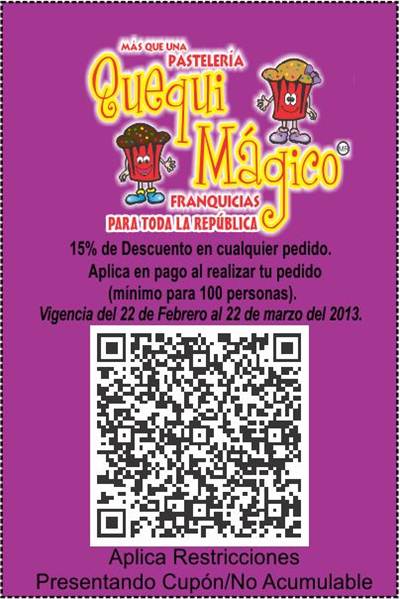 MÁS QUE UNA
PASTELERÍA
Quequi
Mágico MR
FRANQUICIAS
PARA TODA LA REPÚBLICA
15% de Descuento en cualquier pedido.
Aplica en pago al realizar tu pedido
(mínimo para 100 personas).
Vigencia del 22 de Febrero al 22 de marzo del 2013.
Aplica Restricciones
Presentando Cupón/No Acumulable